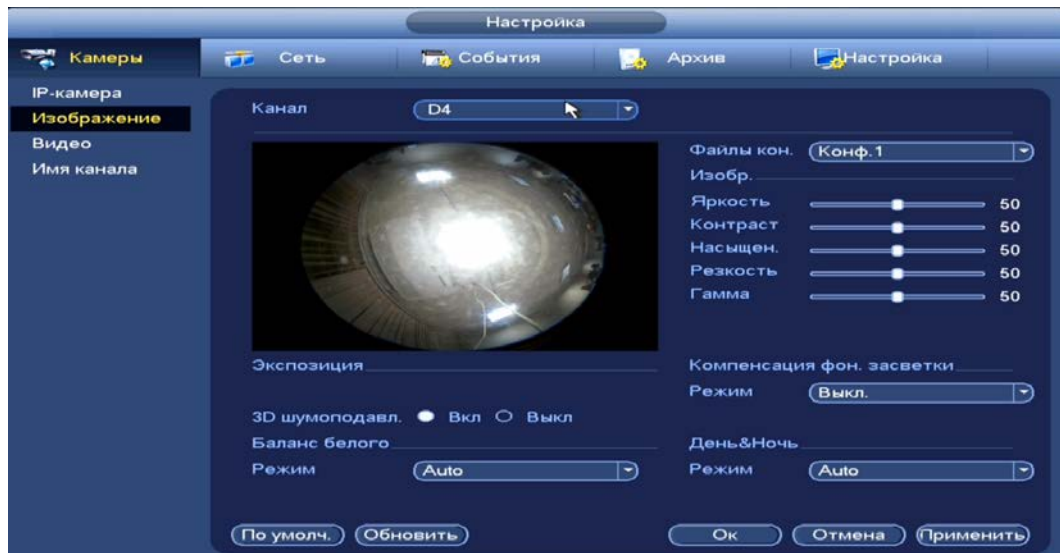 Настройка
Камеры Сеть События Архив Настройка
IP-камера
Изображение
Видео
Имя канала
Канал D4
Файлы кон. Конф.1
Изобр.
Яркость 50
Контраст 50
Насыщен. 50
Резкость 50
Гамма 50
Экспозиция
Компенсация фон. засветки
Режим Выкл.
3D шумоподавл. Вкл Выкл
Баланс белого
День&Ночь
Режим Auto
Режим Auto
По умолч. Обновить Ок Отмена Применить